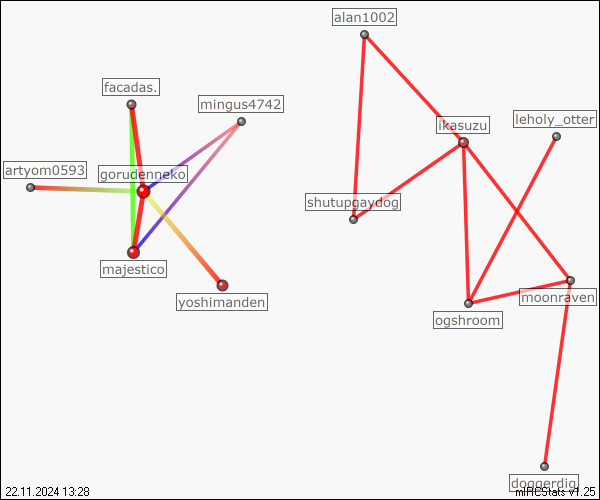 alan1002
facadas.
mingus4742
leholy_otter
ikasuzu
artyom0593
gorudenneko
shutupgaydog
majestico
yoshimanden
moonraven
ogshroom
doggerdig
22.11.2024 13:28
mIRCStats v1.25